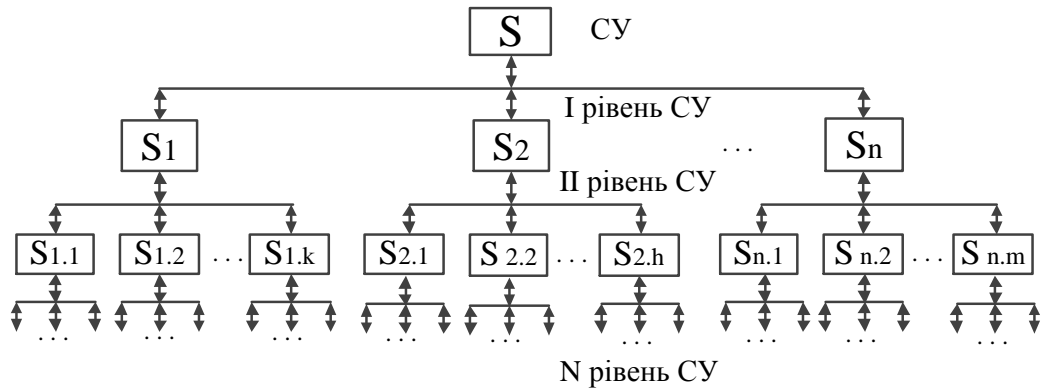 S СУ
I рівень СУ
S1 S2 ... Sn
II рівень СУ
S1.1 S1.2 ... S1.k S2.1 S 2.2 ... S2.h Sn.1 S n.2 ... S n.m
... ... ... ... ... ... ... ... ...
N рівень СУ